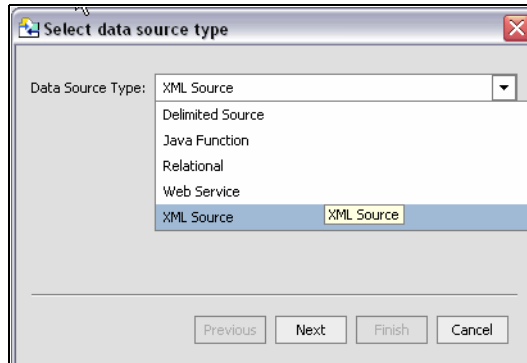 Select data source type
Data Source Type: XML Source
Delimited Source
Java Function
Relational
Web Service
XML Source XML Source
Previous Next Finish Cancel